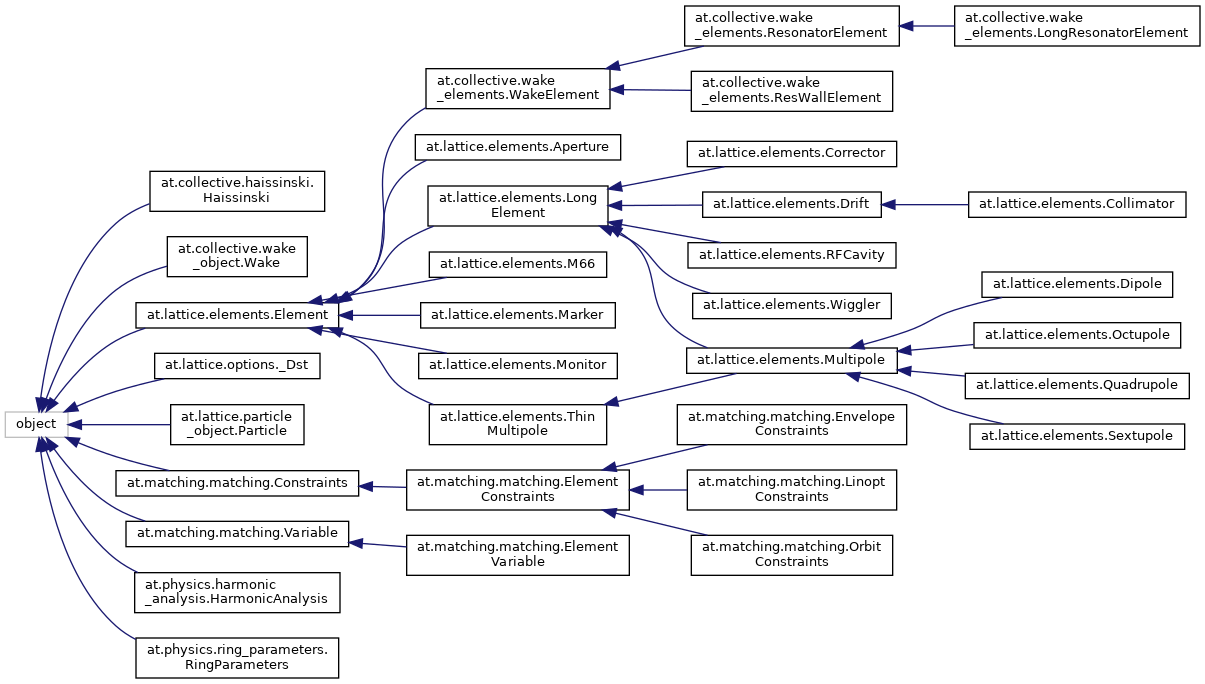 at.collective.wake
_elements.ResonatorElement
at.collective.wake
_elements.LongResonatorElement
at.collective.wake
_elements.WakeElement
at.collective.wake
_elements.ResWallElement
at.lattice.elements.Aperture
at.lattice.elements.Corrector
at.collective.haissinski.
Haissinski
at.lattice.elements.Long
Element
at.lattice.elements.Drift
at.lattice.elements.Collimator
at.collective.wake
_object.Wake
at.lattice.elements.RFCavity
at.lattice.elements.M66
at.lattice.elements.Dipole
at.lattice.elements.Wiggler
at.lattice.elements.Element
at.lattice.elements.Marker
at.lattice.elements.Octupole
at.lattice.options._Dst
at.lattice.elements.Monitor
at.lattice.elements.Multipole
at.lattice.elements.Quadrupole
object
at.lattice.particle
_object.Particle
at.lattice.elements.Thin
Multipole
at.matching.matching.Envelope
Constraints
at.lattice.elements.Sextupole
at.matching.matching.Constraints
at.matching.matching.Element
Constraints
at.matching.matching.Linopt
Constraints
at.matching.matching.Variable
at.matching.matching.Element
Variable
at.matching.matching.Orbit
Constraints
at.physics.harmonic
_analysis.HarmonicAnalysis
at.physics.ring_parameters.
RingParameters